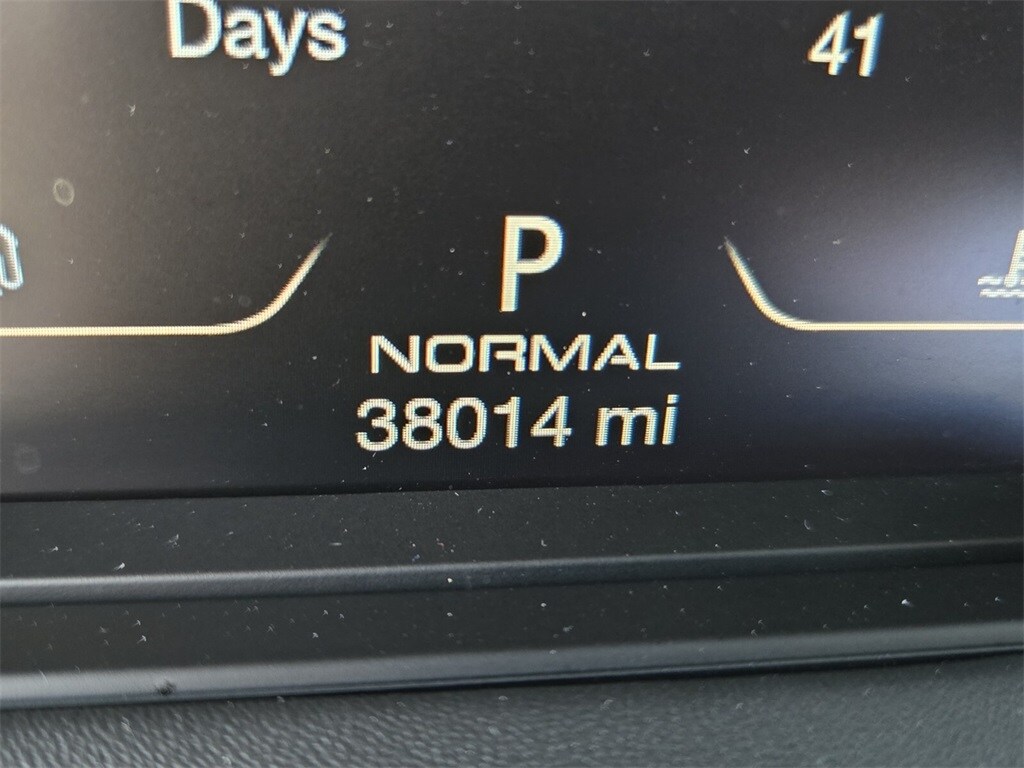 Days 41
P
NORMAL
38014 mi